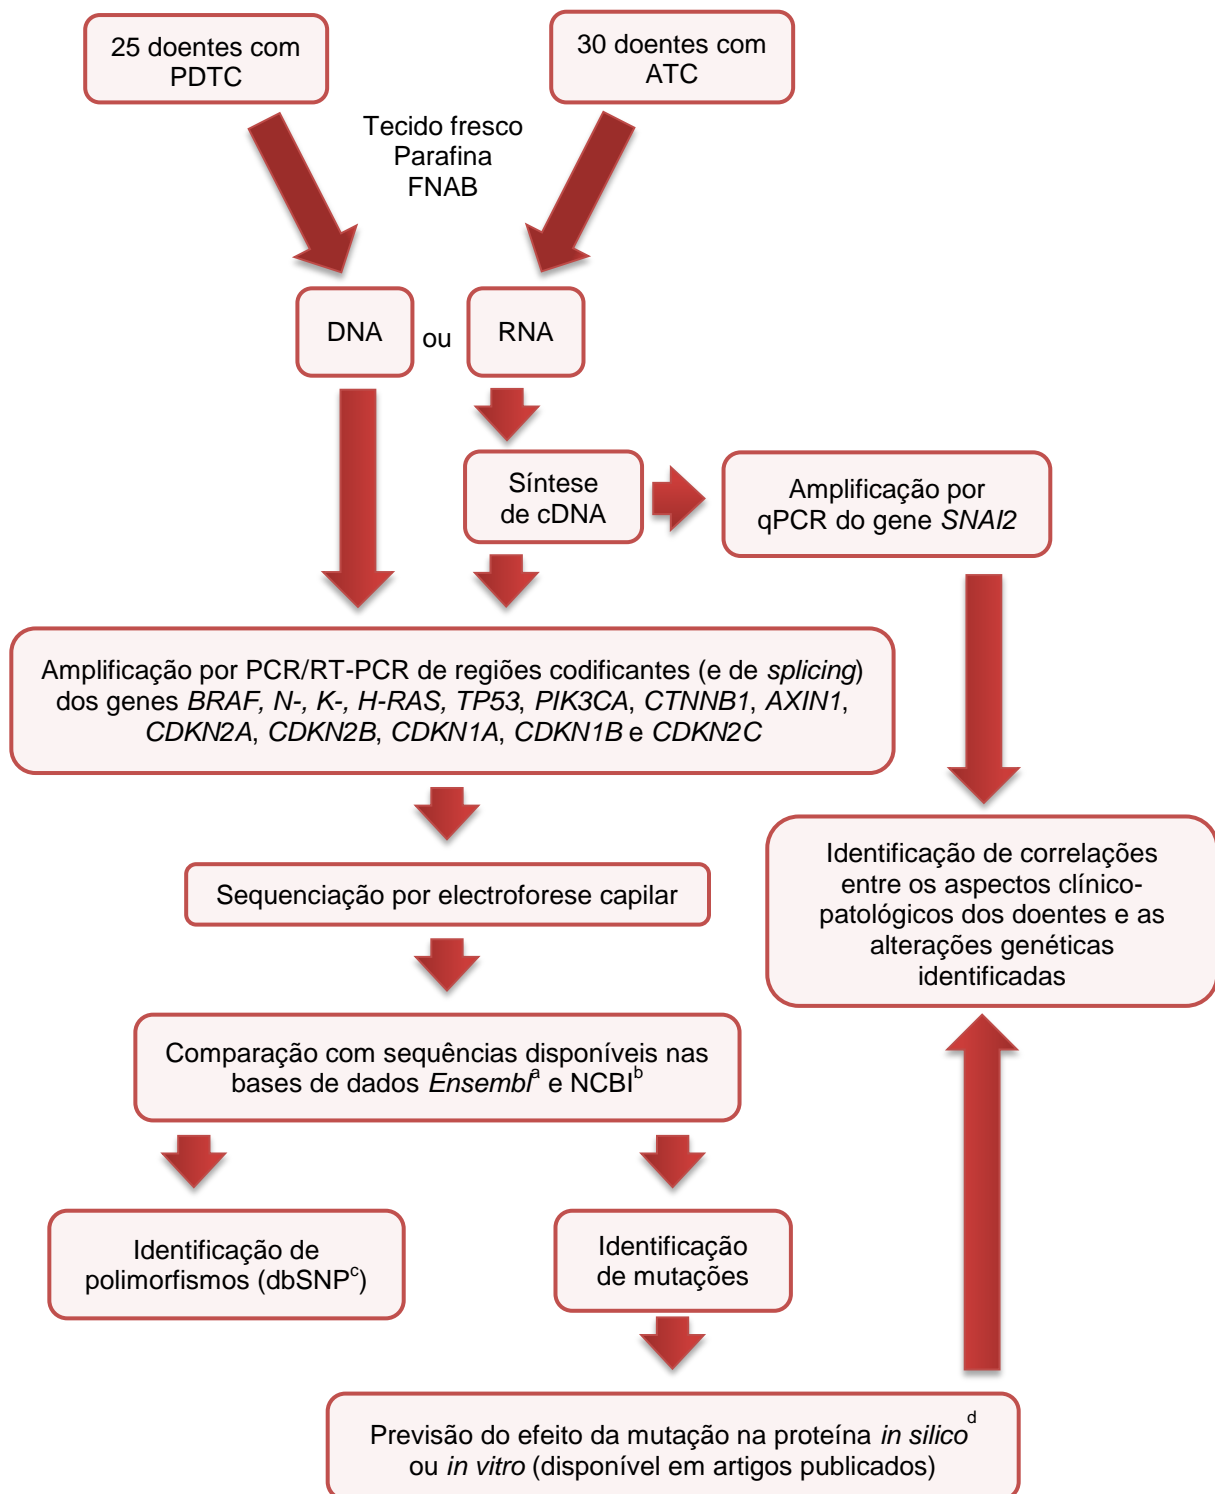 25 doentes com
PDTC
30 doentes com
ATC
Tecido fresco
Parafina
FNAB
DNA
ou
RNA
Síntese
de cDNA
Amplificação por
qPCR do gene SNAI2
Amplificação por PCR/RT-PCR de regiões codificantes (e de splicing)
dos genes BRAF, N-, K-, H-RAS, TP53, PIK3CA, CTNNB1, AXIN1,
CDKN2A, CDKN2B, CDKN1A, CDKN1B e CDKN2C
Sequenciação por electroforese capilar
Identificação de correlações
entre os aspectos clínico-
patológicos dos doentes e as
alterações genéticas
identificadas
Comparação com sequências disponíveis nas
bases de dados Ensembl^a e NCBI^b
Identificação de
polimorfismos (dbSNP^c)
Identificação
de mutações
Previsão do efeito da mutação na proteína in silico^d
ou in vitro (disponível em artigos publicados)